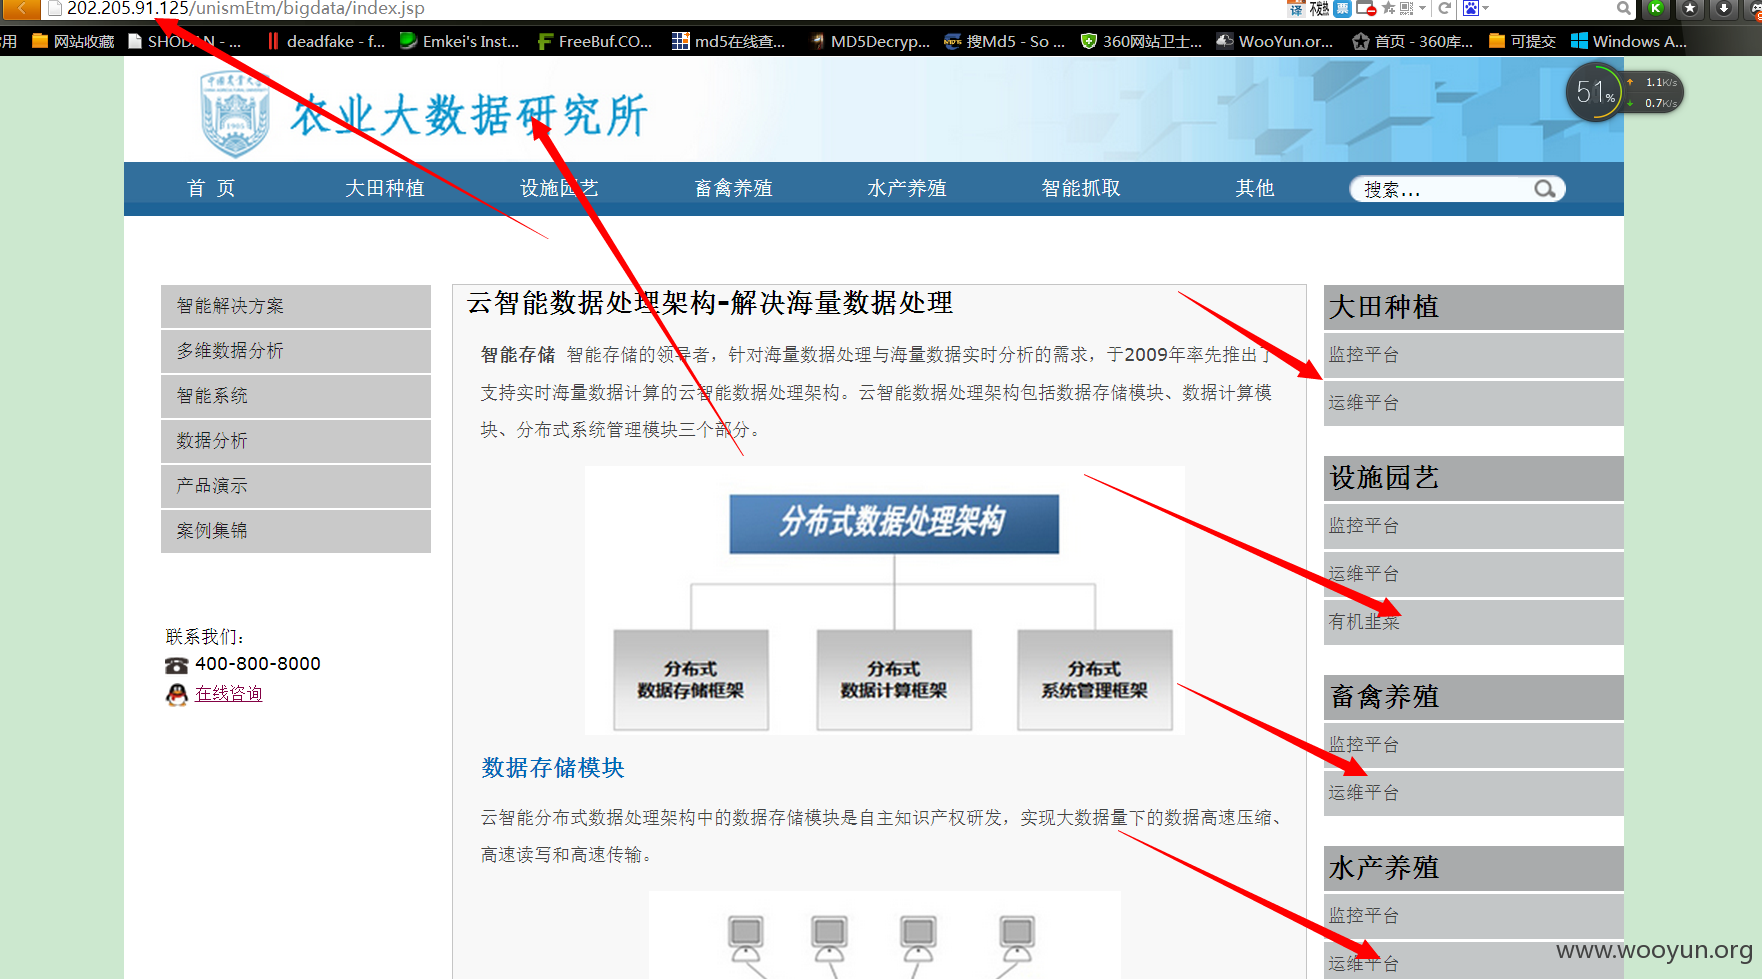 202.205.91.125/unismEtm/bigdata/index.jsp
译 不发热 票
用 网站收藏 SHODAN - ... deadfake - f... Emkei's Inst... FreeBuf.CO... md5在线查... MD5Decryp... 搜Md5 - So ... 360网站卫士... WooYun.or... 首页 - 360库... 可提交 Windows A...
中国农业大学
1905
农业大数据研究所
51%
1.1K/s
0.7K/s
首 页 大田种植 设施园艺 畜禽养殖 水产养殖 智能抓取 其他 搜索...
智能解决方案
多维数据分析
智能系统
数据分析
产品演示
案例集锦
联系我们：
400-800-8000
在线咨询
云智能数据处理架构-解决海量数据处理
智能存储 智能存储的领导者，针对海量数据处理与海量数据实时分析的需求，于2009年率先推出了
支持实时海量数据计算的云智能数据处理架构。云智能数据处理架构包括数据存储模块、数据计算模
块、分布式系统管理模块三个部分。
分布式数据处理架构
分布式
数据存储框架
分布式
数据计算框架
分布式
系统管理框架
数据存储模块
云智能分布式数据处理架构中的数据存储模块是自主知识产权研发，实现大数据量下的数据高速压缩、
高速读写和高速传输。
大田种植
监控平台
运维平台
设施园艺
监控平台
运维平台
有机韭菜
畜禽养殖
监控平台
运维平台
水产养殖
监控平台
运维平台
www.wooyun.org